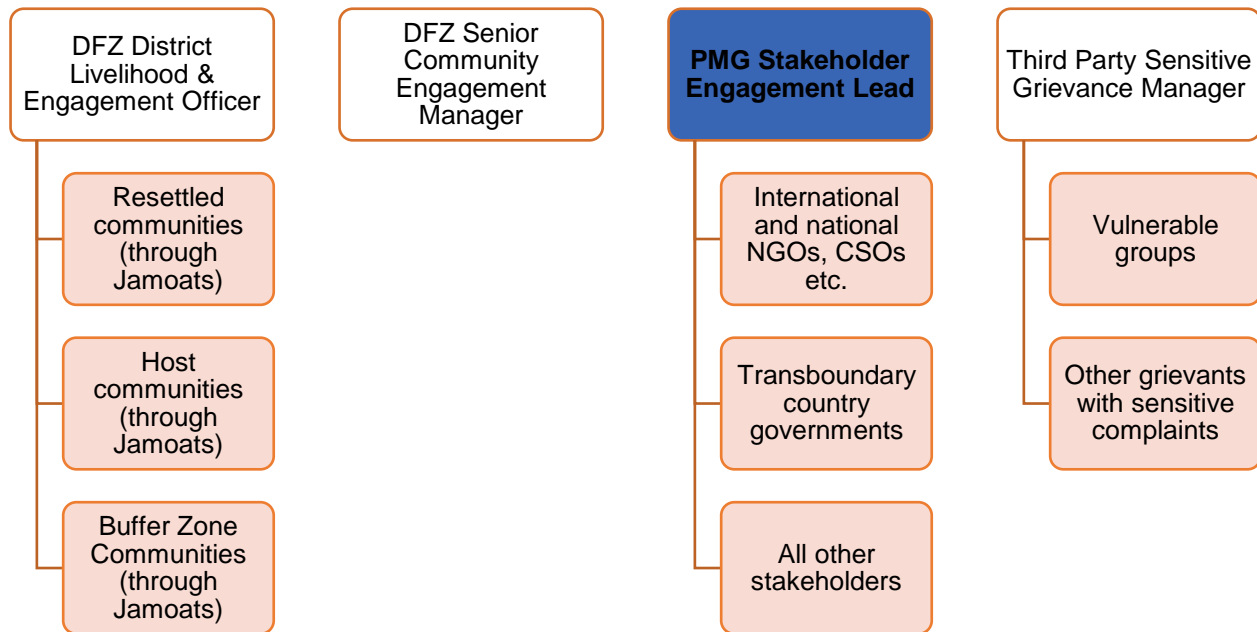 DFZ District
Livelihood &
Engagement Officer
Resettled
communities
(through
Jamoats)
Host
communities
(through
Jamoats)
Buffer Zone
Communities
(through
Jamoats)
DFZ Senior
Community
Engagement
Manager
PMG Stakeholder
Engagement Lead
International
and national
NGOs, CSOs
etc.
Transboundary
country
governments
All other
stakeholders
Third Party Sensitive
Grievance Manager
Vulnerable
groups
Other grievants
with sensitive
complaints